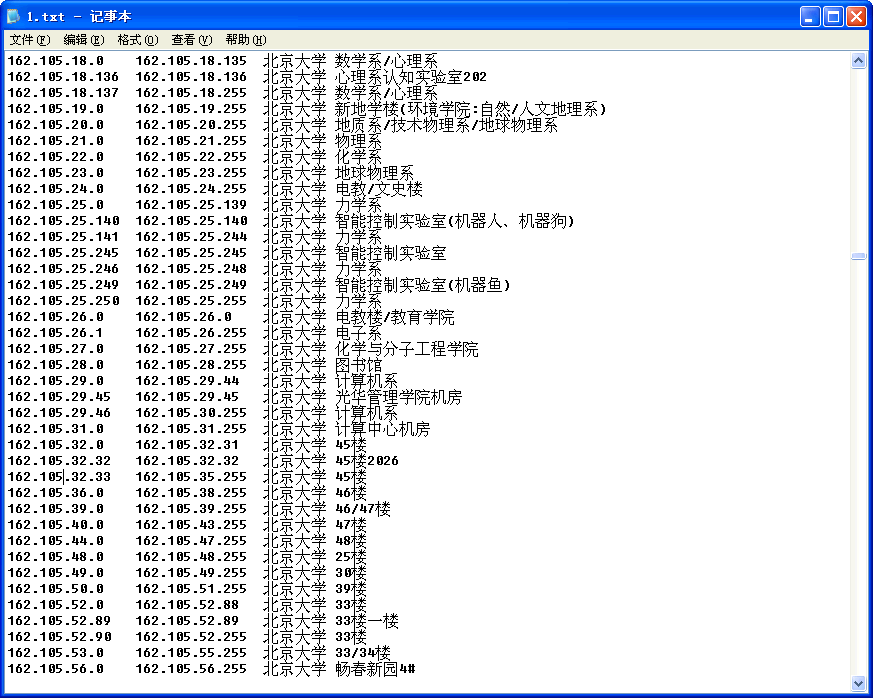 1.txt - 记事本
文件(F) 编辑(E) 格式(O) 查看(V) 帮助(H)
162.105.18.0 162.105.18.135 北京大学 数学系/心理系
162.105.18.136 162.105.18.136 北京大学 心理系认知实验室202
162.105.18.137 162.105.18.255 北京大学 数学系/心理系
162.105.19.0 162.105.19.255 北京大学 新地学楼(环境学院:自然/人文地理系)
162.105.20.0 162.105.20.255 北京大学 地质系/技术物理系/地球物理系
162.105.21.0 162.105.21.255 北京大学 物理系
162.105.22.0 162.105.22.255 北京大学 化学系
162.105.23.0 162.105.23.255 北京大学 地球物理系
162.105.24.0 162.105.24.255 北京大学 电教/文史楼
162.105.25.0 162.105.25.139 北京大学 力学系
162.105.25.140 162.105.25.140 北京大学 智能控制实验室(机器人、机器狗)
162.105.25.141 162.105.25.244 北京大学 力学系
162.105.25.245 162.105.25.245 北京大学 智能控制实验室
162.105.25.246 162.105.25.248 北京大学 力学系
162.105.25.249 162.105.25.249 北京大学 智能控制实验室(机器鱼)
162.105.25.250 162.105.25.255 北京大学 力学系
162.105.26.0 162.105.26.0 北京大学 电教楼/教育学院
162.105.26.1 162.105.26.255 北京大学 电子系
162.105.27.0 162.105.27.255 北京大学 化学与分子工程学院
162.105.28.0 162.105.28.255 北京大学 图书馆
162.105.29.0 162.105.29.44 北京大学 计算机系
162.105.29.45 162.105.29.45 北京大学 光华管理学院机房
162.105.29.46 162.105.30.255 北京大学 计算机系
162.105.31.0 162.105.31.255 北京大学 计算中心机房
162.105.32.0 162.105.32.31 北京大学 45楼
162.105.32.32 162.105.32.32 北京大学 45楼2026
162.105.32.33 162.105.35.255 北京大学 45楼
162.105.36.0 162.105.38.255 北京大学 46楼
162.105.39.0 162.105.39.255 北京大学 46/47楼
162.105.40.0 162.105.43.255 北京大学 47楼
162.105.44.0 162.105.47.255 北京大学 48楼
162.105.48.0 162.105.48.255 北京大学 25楼
162.105.49.0 162.105.49.255 北京大学 30楼
162.105.50.0 162.105.51.255 北京大学 39楼
162.105.52.0 162.105.52.88 北京大学 33楼
162.105.52.89 162.105.52.89 北京大学 33楼一楼
162.105.52.90 162.105.52.255 北京大学 33楼
162.105.53.0 162.105.55.255 北京大学 33/34楼
162.105.56.0 162.105.56.255 北京大学 畅春新园4#